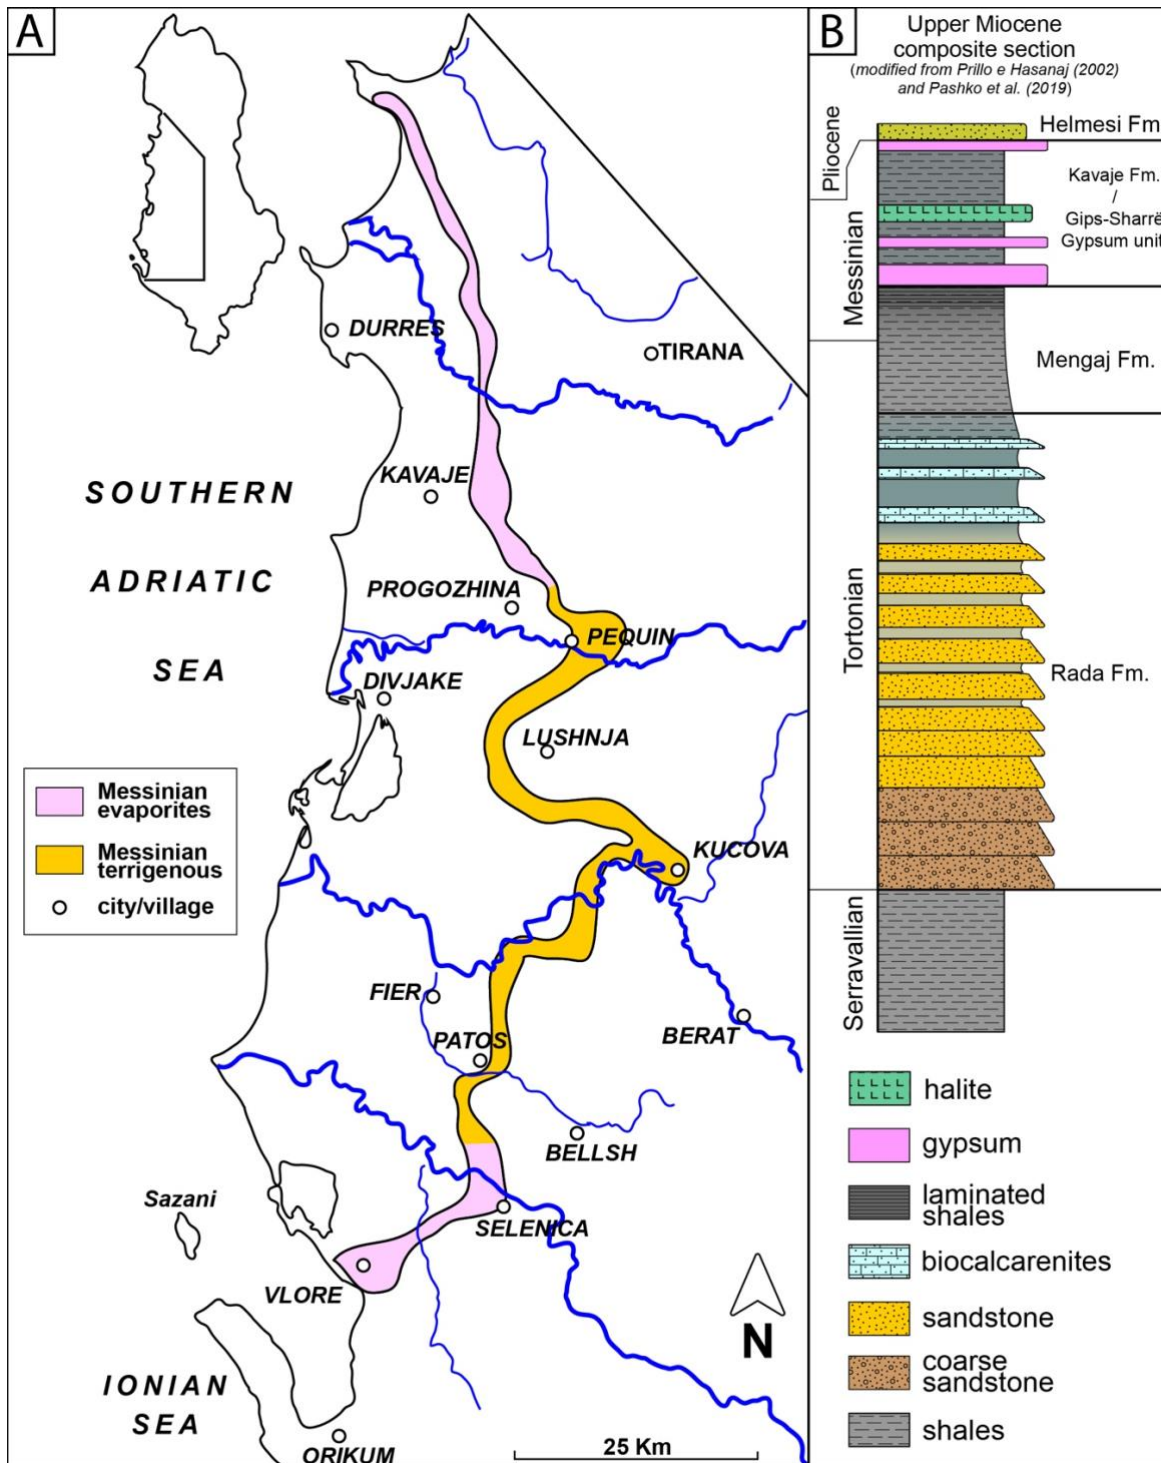 A
DURRES
TIRANA
KAVAJE
SOUTHERN
ADRIATIC
SEA
PROGOZHINA
PEQUIN
DIVJAKE
LUSHNJA
Messinian
evaporites
Messinian
terrigenous
city/village
KUCOVA
FIER
PATOS
BERAT
BELLSH
Sazani
SELENICA
VLORE
N
IONIAN
SEA
ORIKUM
25 Km
B
Upper Miocene
composite section
(modified from Prillo e Hasanaj (2002)
and Pashko et al. (2019)
Pliocene
Messinian
Tortonian
Serravallian
Helmesi Fm
Kavaje Fm.
/
Gips-Sharrë
Gypsum unit
Mengaj Fm.
Rada Fm.
halite
gypsum
laminated
shales
biocalcarenites
sandstone
coarse
sandstone
shales